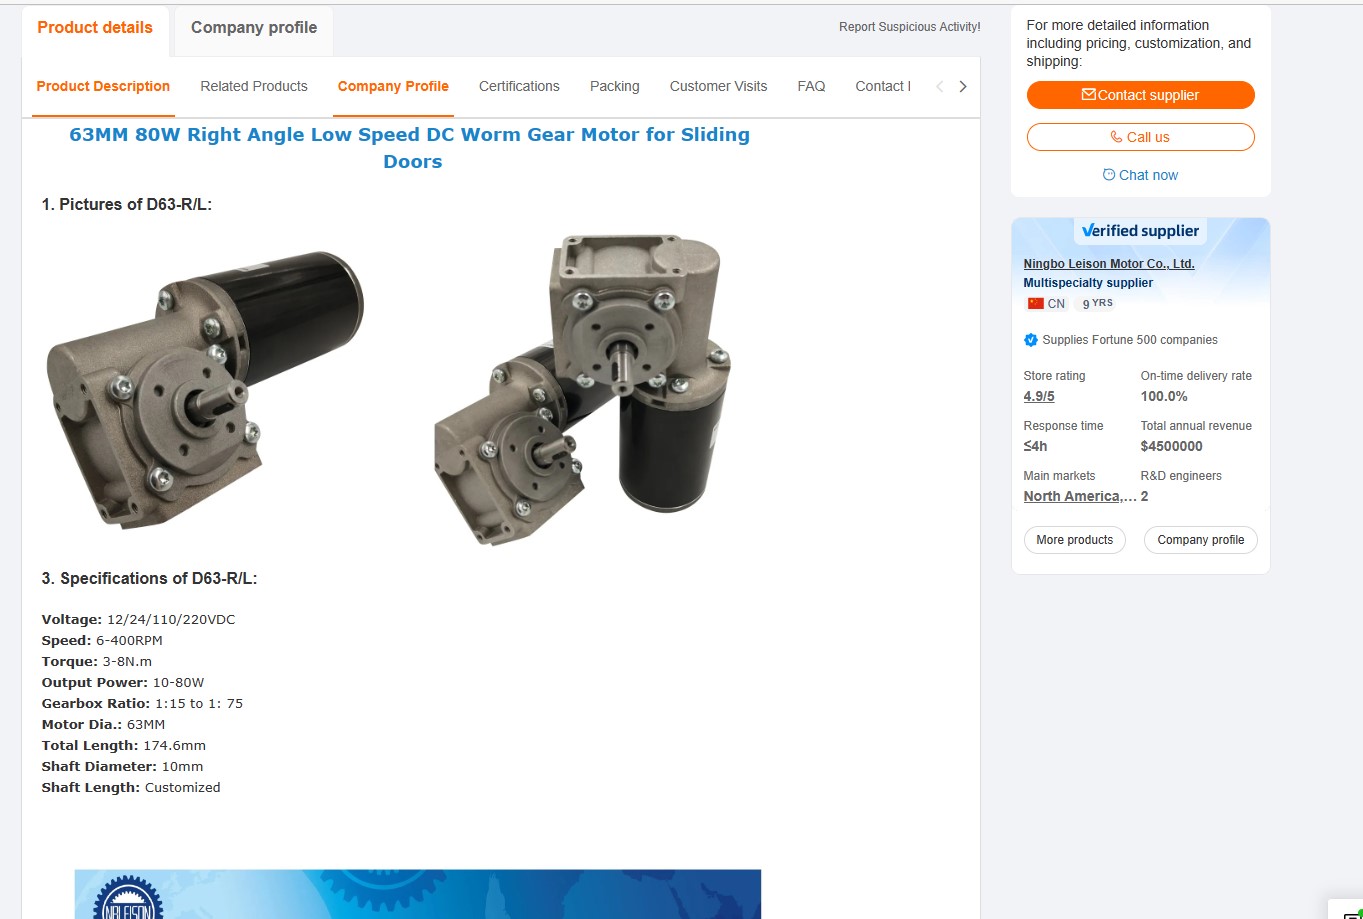 Product details
Company profile
Report Suspicious Activity!
Product Description
Related Products
Company Profile
Certifications
Packing
Customer Visits
FAQ
Contact
63MM 80W Right Angle Low Speed DC Worm Gear Motor for Sliding
Doors
1. Pictures of D63-R/L:
3. Specifications of D63-R/L:
Voltage: 12/24/110/220VDC
Speed: 6-400RPM
Torque: 3-8N.m
Output Power: 10-80W
Gearbox Ratio: 1:15 to 1: 75
Motor Dia.: 63MM
Total Length: 174.6mm
Shaft Diameter: 10mm
Shaft Length: Customized
NBLEISON
For more detailed information
including pricing, customization, and
shipping:
Contact supplier
Call us
Chat now
Verified supplier
Ningbo Leison Motor Co., Ltd.
Multispecialty supplier
CN 9 YRS
Supplies Fortune 500 companies
Store rating
On-time delivery rate
4.9/5
100.0%
Response time
Total annual revenue
≤4h
$4500000
Main markets
R&D engineers
North America,...
2
More products
Company profile